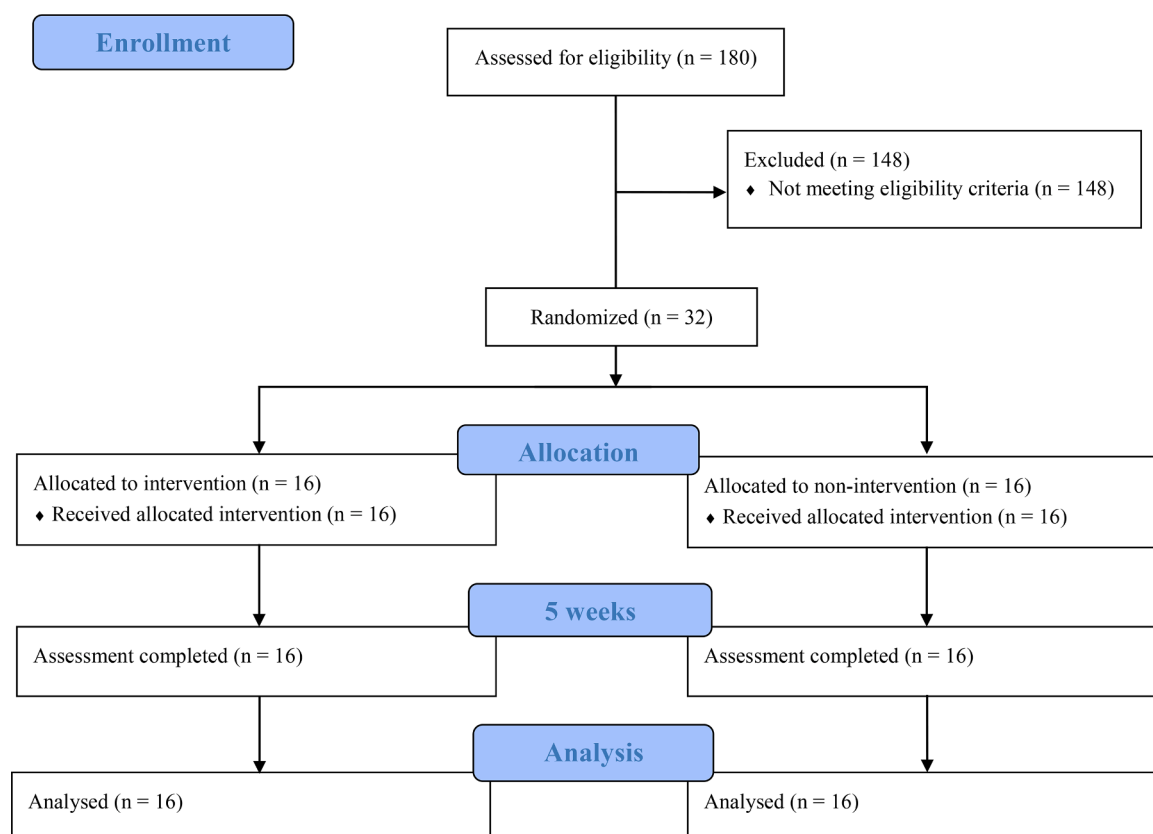 Enrollment
Assessed for eligibility (n = 180)
Excluded (n = 148)
♦ Not meeting eligibility criteria (n = 148)
Randomized (n = 32)
Allocation
Allocated to intervention (n = 16)
♦ Received allocated intervention (n = 16)
Allocated to non-intervention (n = 16)
♦ Received allocated intervention (n = 16)
5 weeks
Assessment completed (n = 16)
Assessment completed (n = 16)
Analysis
Analysed (n = 16)
Analysed (n = 16)